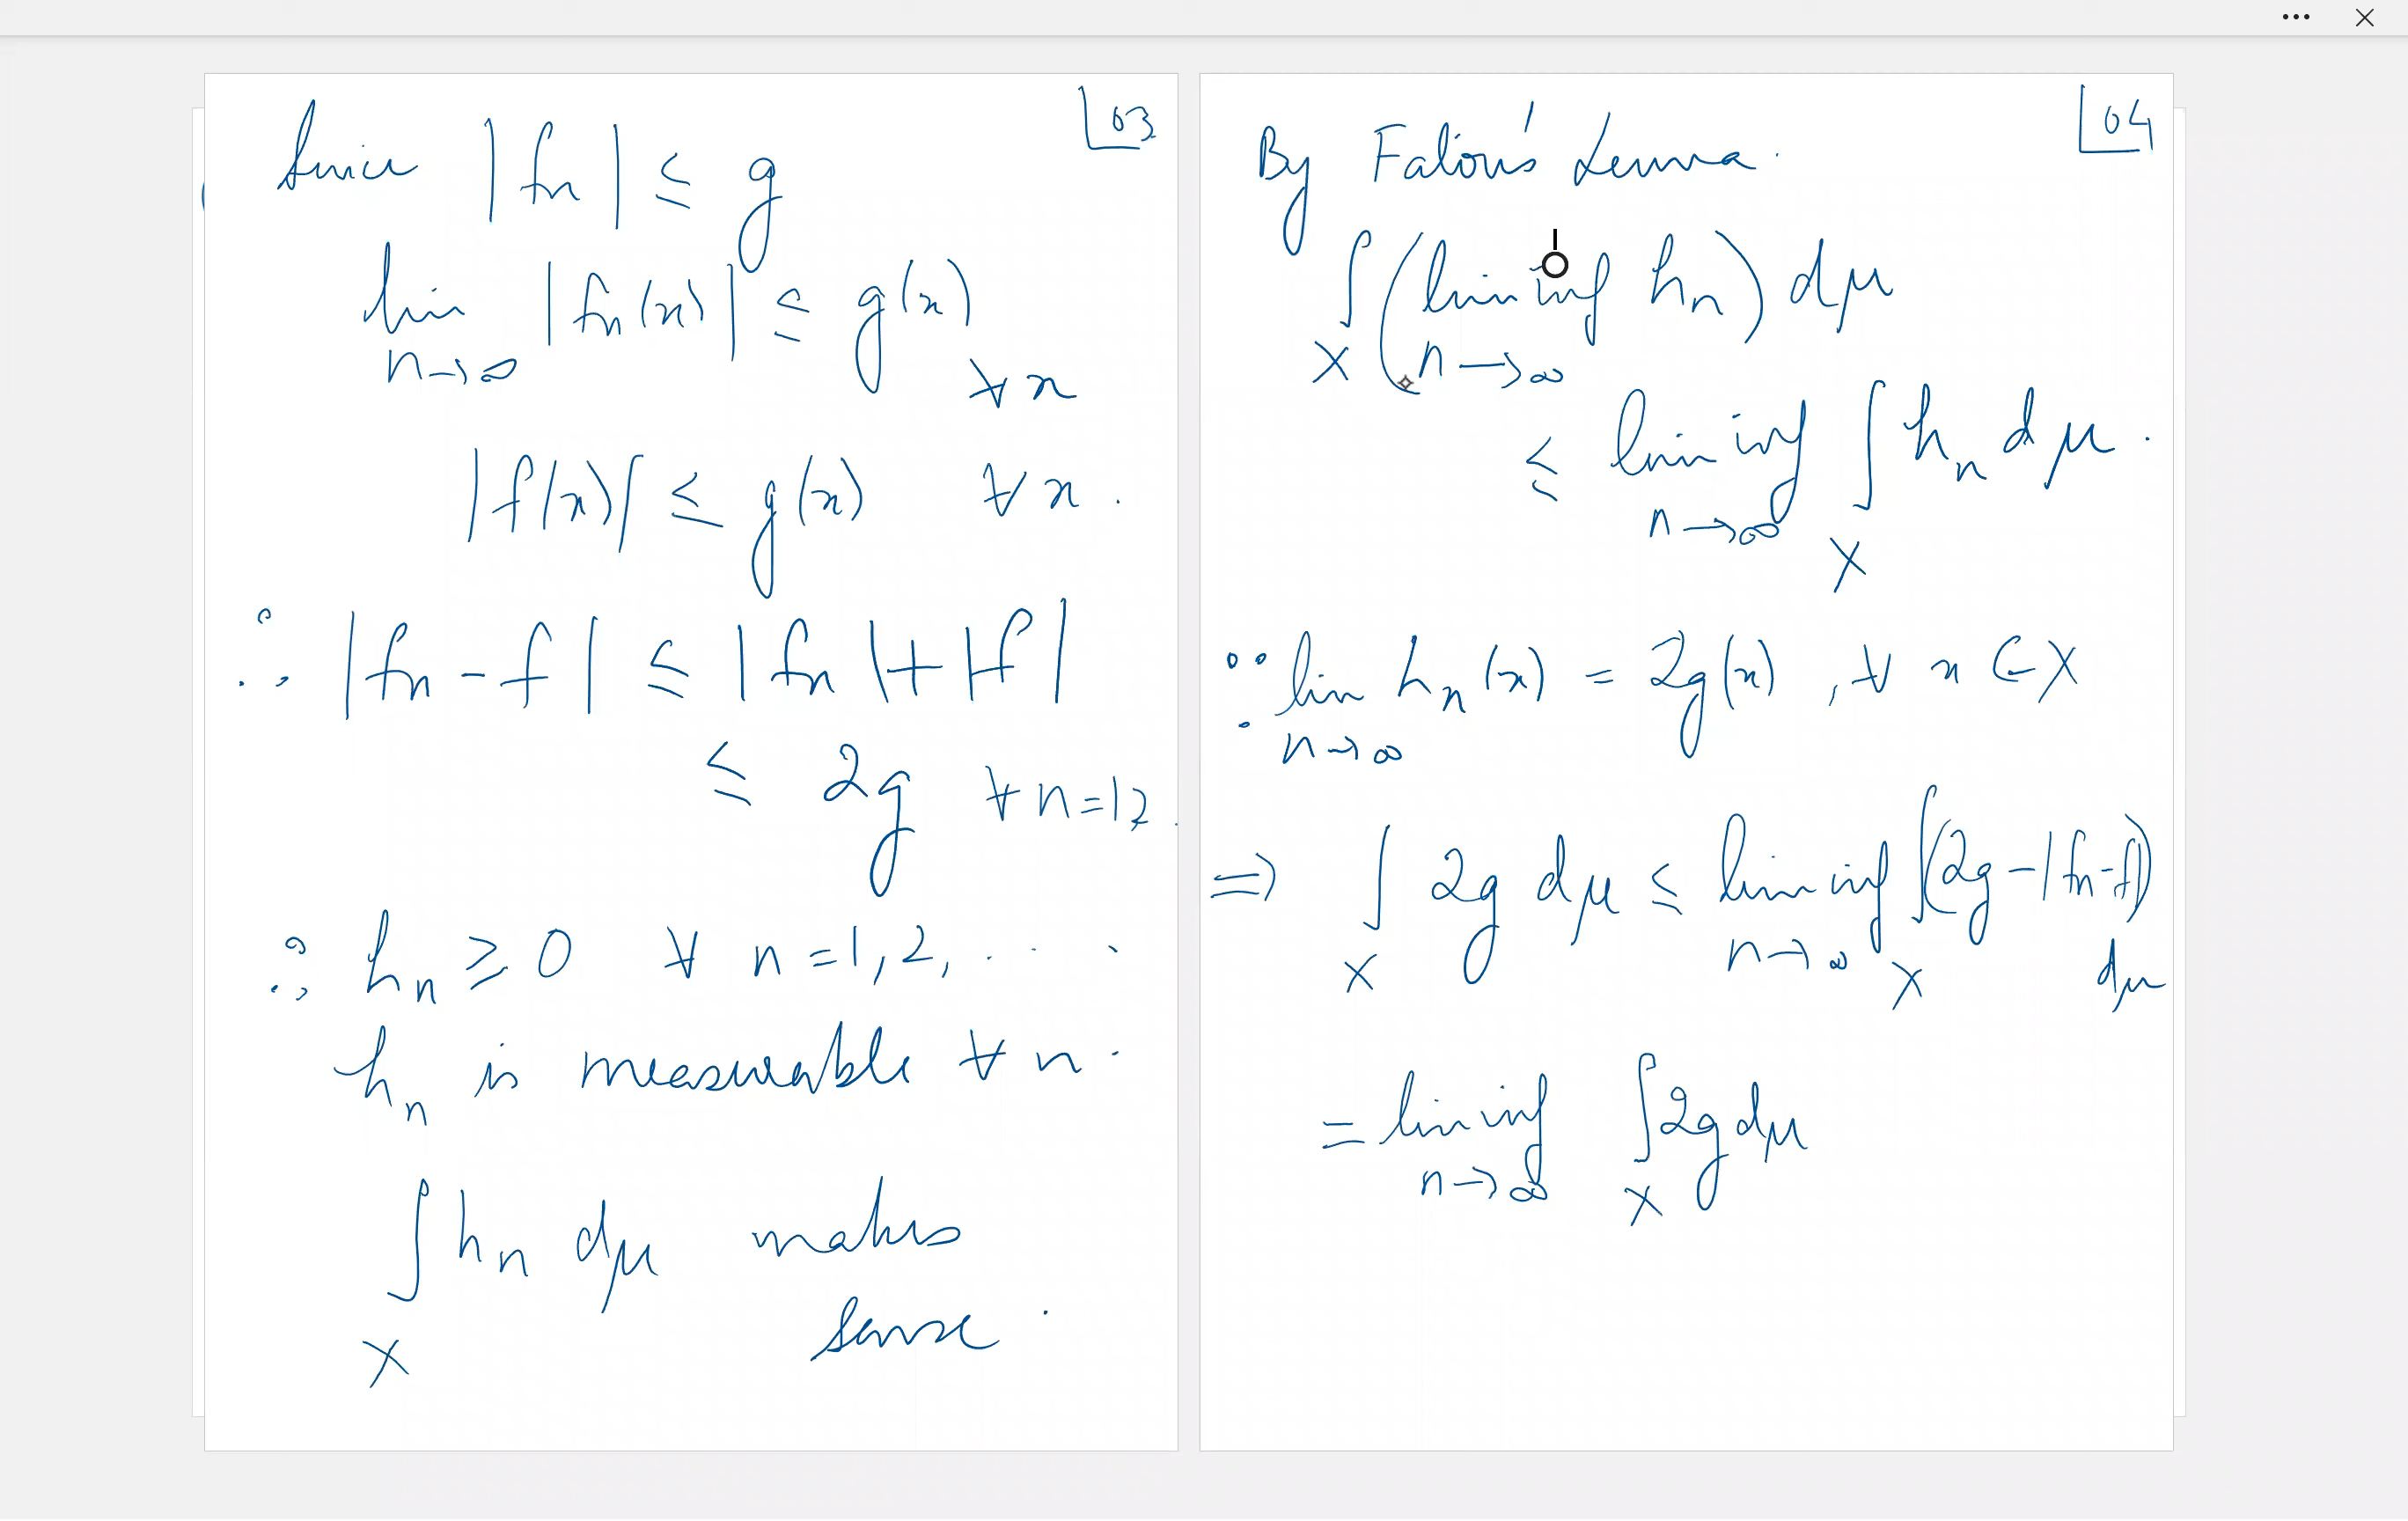 03
Since |fn| ≤ g
lim |fn(x)| ≤ g(x)
n→∞ ∀ x
|f(x)| ≤ g(x) ∀ x.
∴ |fn - f| ≤ |fn| + |f|
≤ 2g ∀ n=1,2.
∴ hn ≥ 0 ∀ n=1,2, . . .
hn is measurable ∀ n.
∫ hn dμ makes
X sense.
04
By Fatou's Lemma.
∫ (lim inf hn) dμ
X n→∞
≤ lim inf ∫ hn dμ.
n→∞ X
∵ lim hn(x) = 2g(x), ∀ x ∈ X
n→∞
⇒ ∫ 2g dμ ≤ lim inf ∫(2g-|fn-f|)
X n→∞ X dμ
= lim inf ∫ 2g dμ
n→∞ X